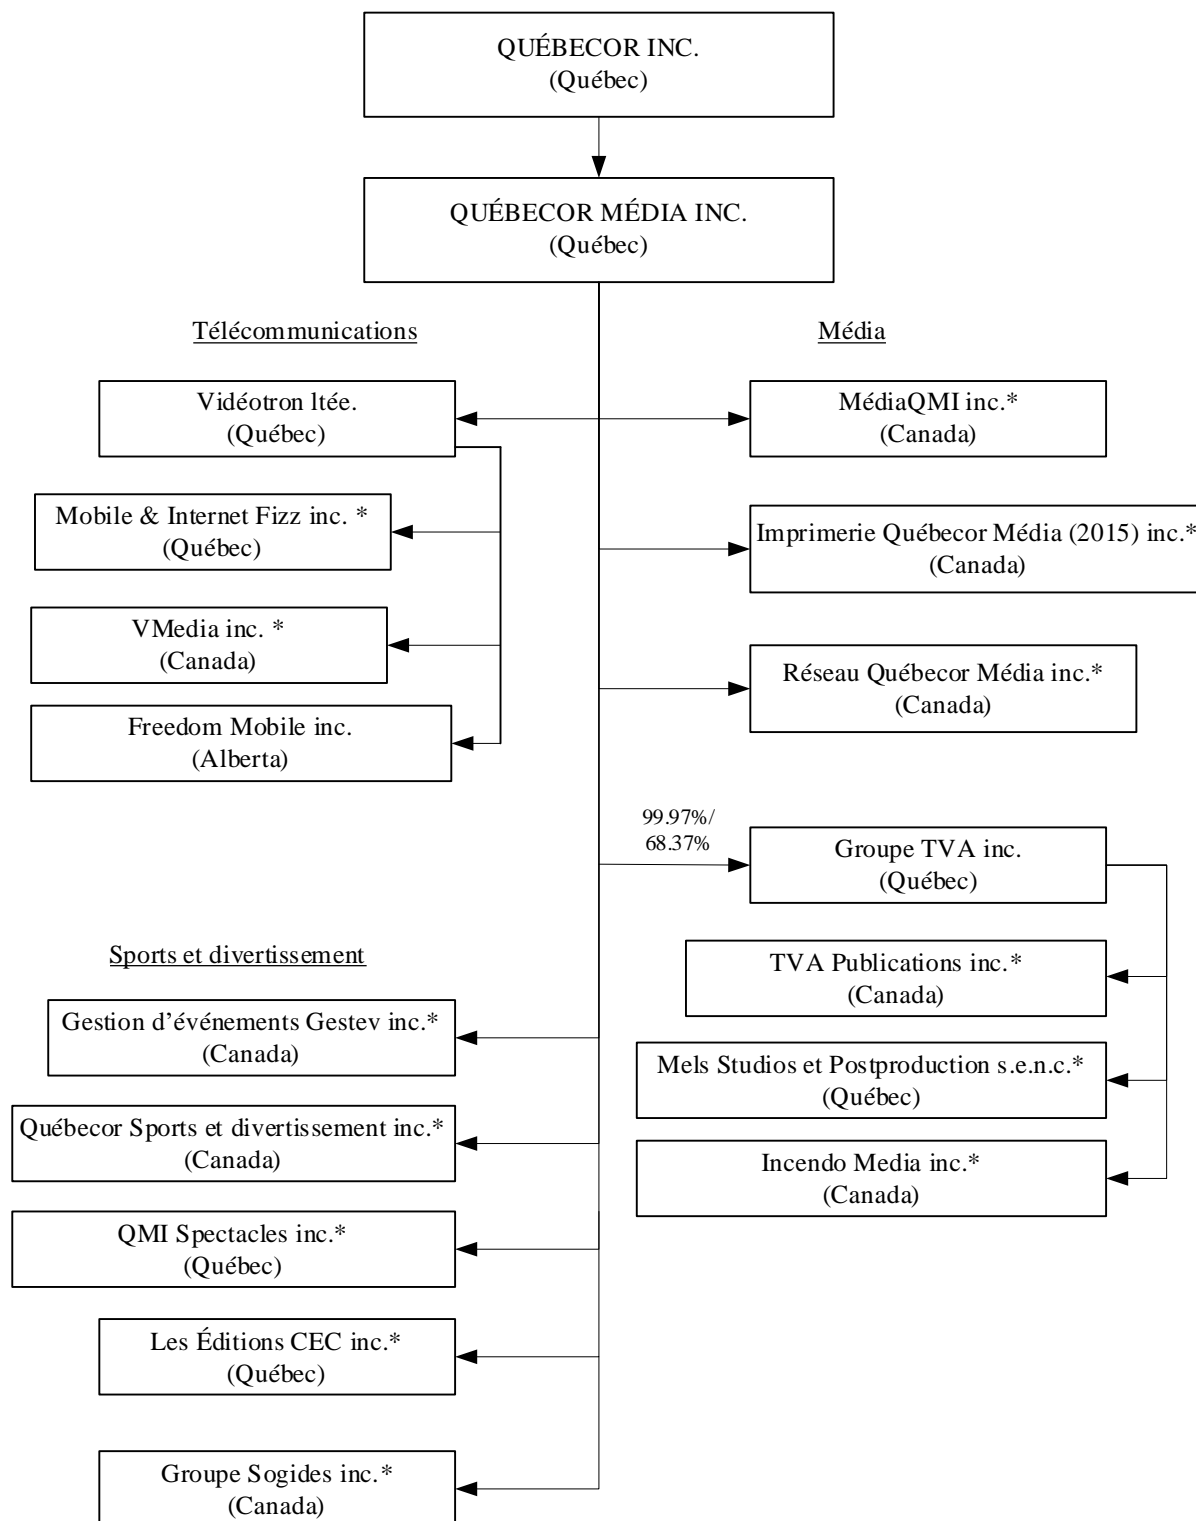 QUÉBECOR INC.
(Québec)
QUÉBECOR MÉDIA INC.
(Québec)
Télécommunications
Vidéotron ltée.
(Québec)
Mobile & Internet Fizz inc. *
(Québec)
VMedia inc. *
(Canada)
Freedom Mobile inc.
(Alberta)
Média
MédiaQMI inc.*
(Canada)
Imprimerie Québecor Média (2015) inc.*
(Canada)
Réseau Québecor Média inc.*
(Canada)
99.97%/
68.37%
Groupe TVA inc.
(Québec)
TVA Publications inc.*
(Canada)
Mels Studios et Postproduction s.e.n.c.*
(Québec)
Incendo Media inc.*
(Canada)
Sports et divertissement
Gestion d’événements Gestev inc.*
(Canada)
Québecor Sports et divertissement inc.*
(Canada)
QMI Spectacles inc.*
(Québec)
Les Éditions CEC inc.*
(Québec)
Groupe Sogides inc.*
(Canada)